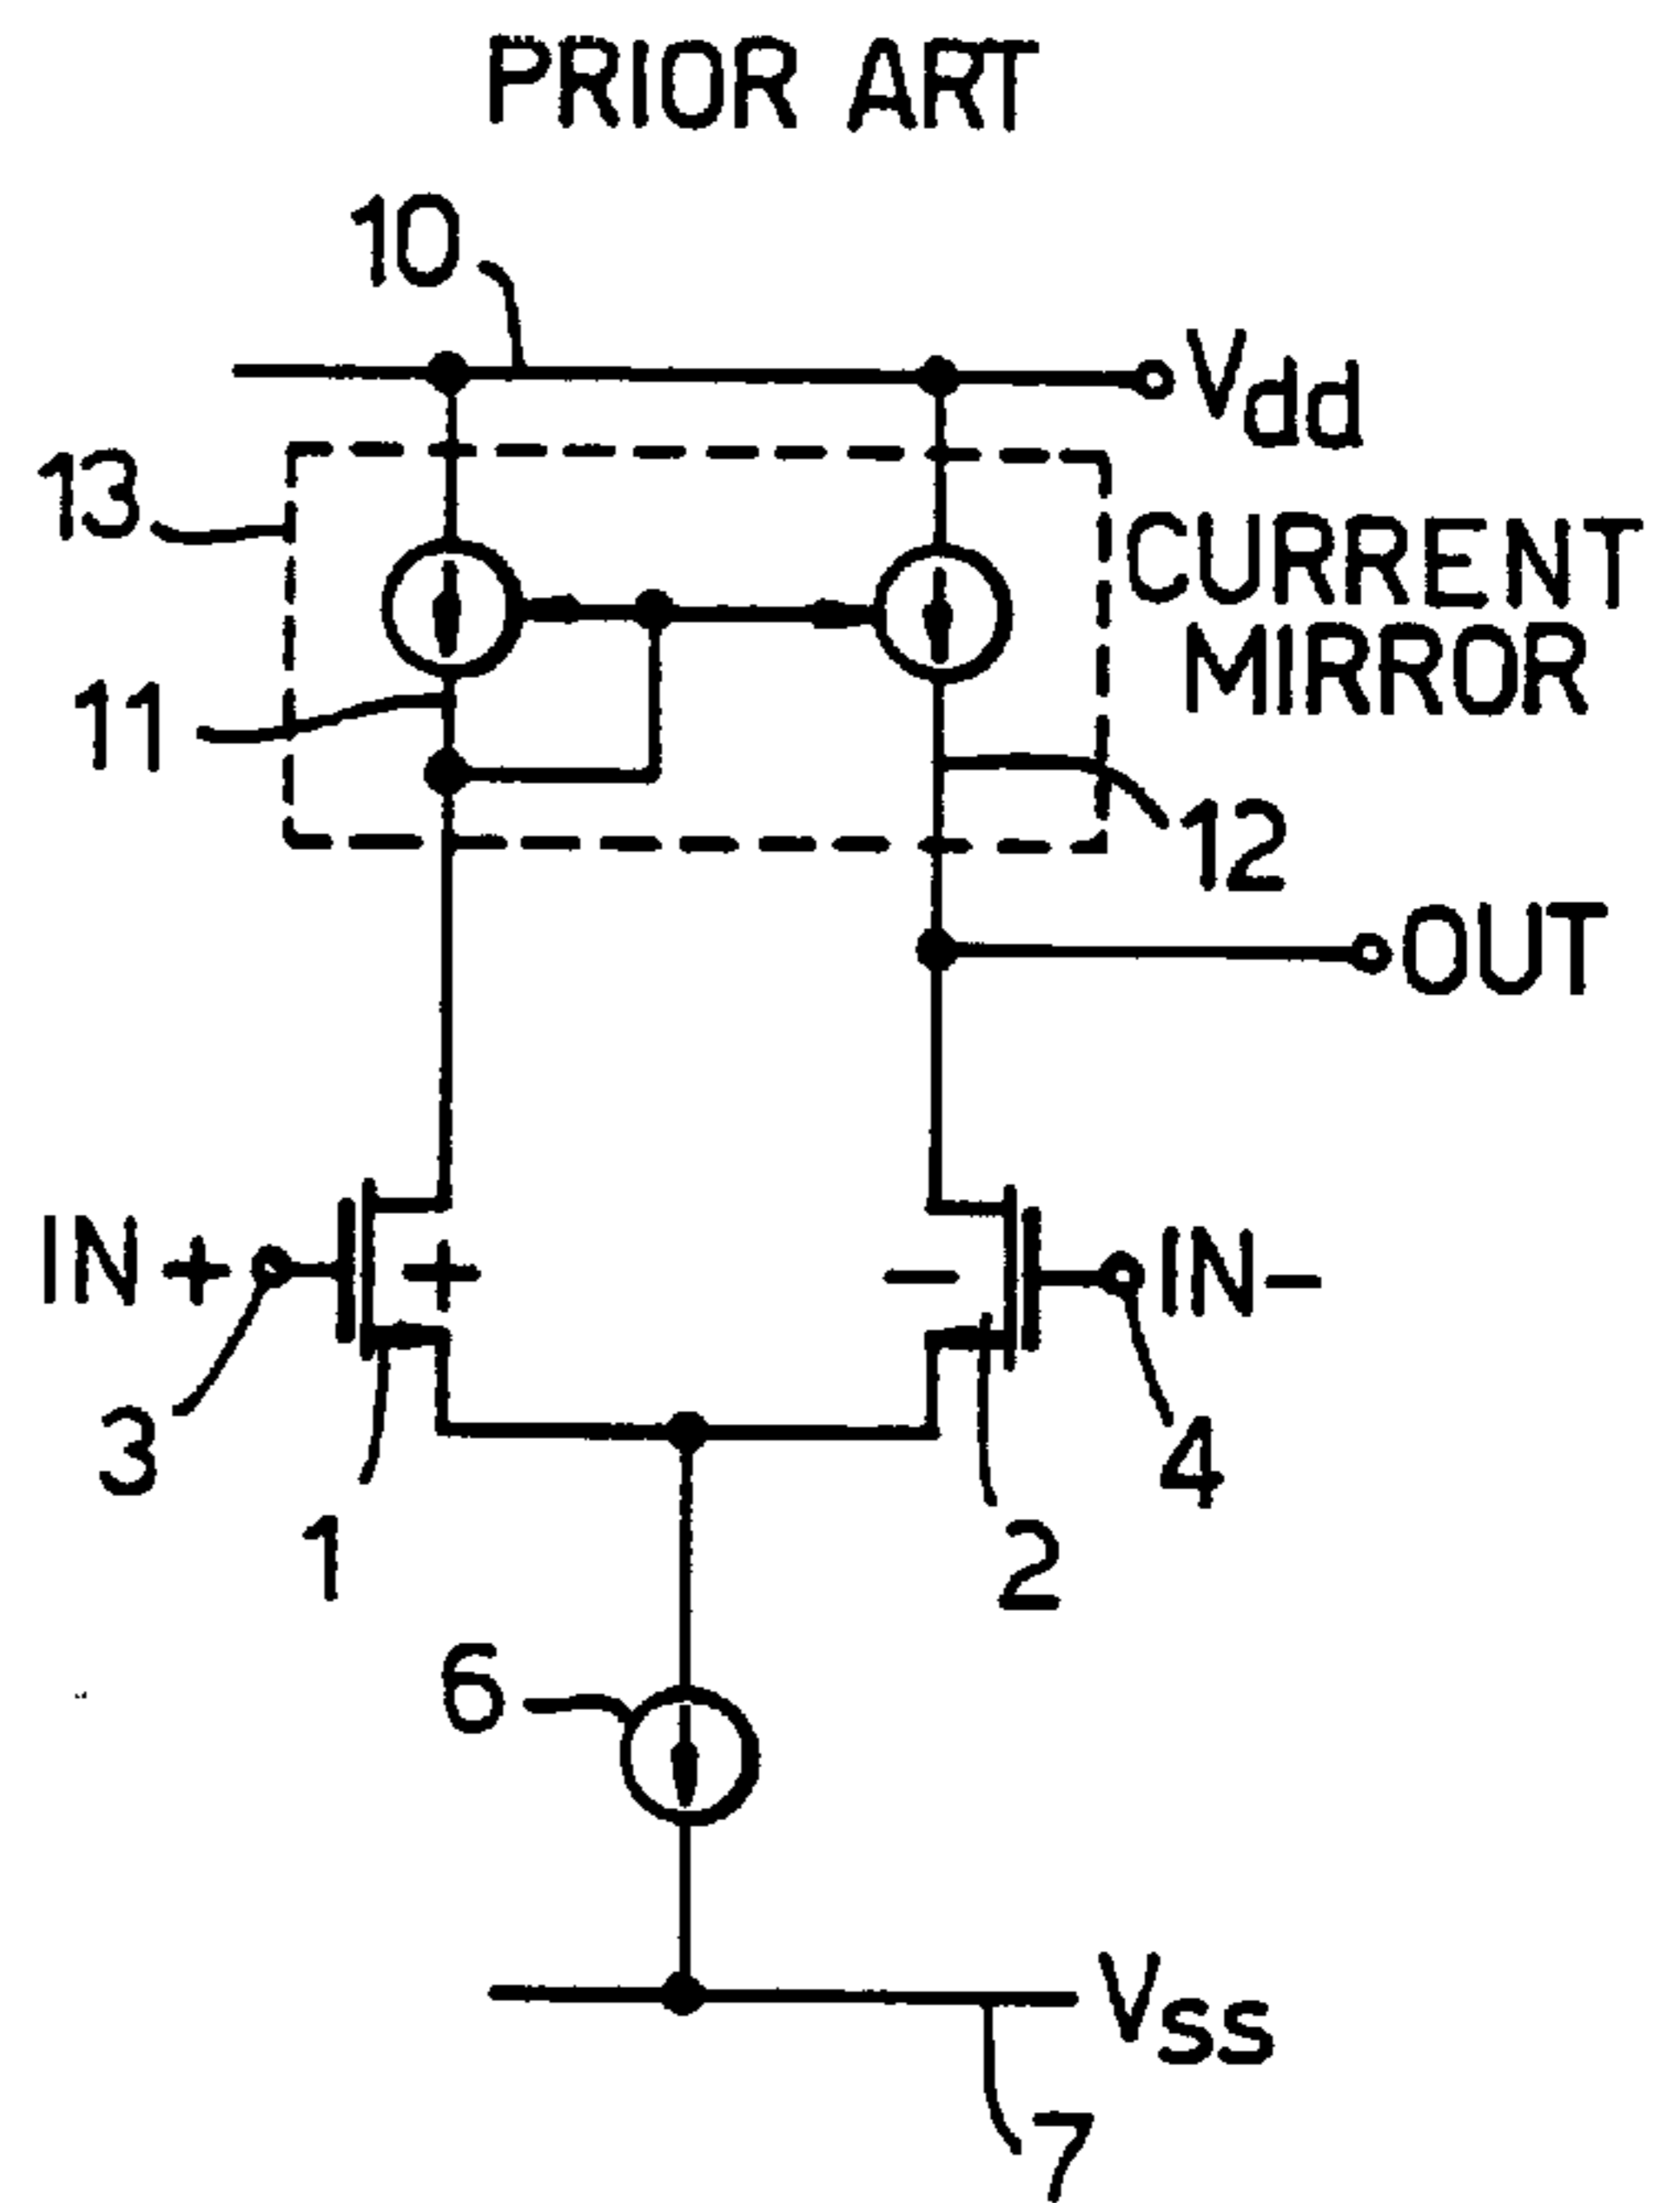 PRIOR ART
10
Vdd
13
CURRENT
MIRROR
11
12
OUT
IN +
+
−
IN−
3
1
2
4
6
Vss
7